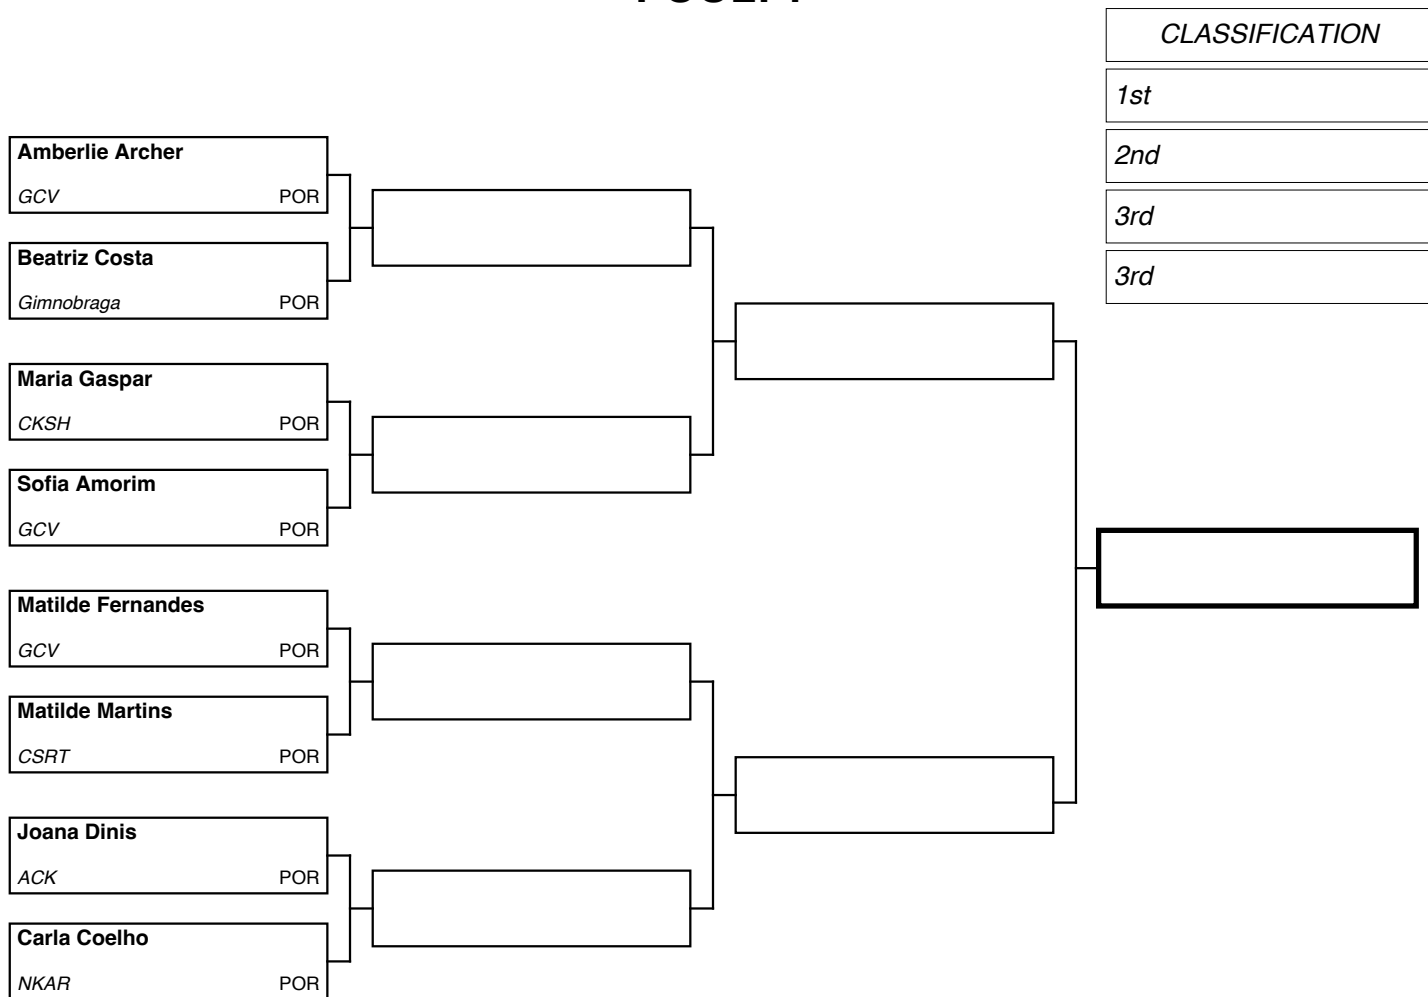 CLASSIFICATION
1st
2nd
3rd
3rd
Amberlie Archer
GCV POR
Beatriz Costa
Gimnobraga POR
Maria Gaspar
CKSH POR
Sofia Amorim
GCV POR
Matilde Fernandes
GCV POR
Matilde Martins
CSRT POR
Joana Dinis
ACK POR
Carla Coelho
NKAR POR